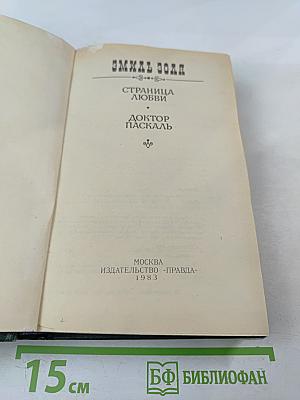 ЭМИЛЬ ЗОЛЯ
СТРАНИЦА
ЛЮБВИ
•
ДОКТОР
ПАСКАЛЬ
МОСКВА
ИЗДАТЕЛЬСТВО «ПРАВДА»
1983
15 см
БФ БИБЛИОФАН